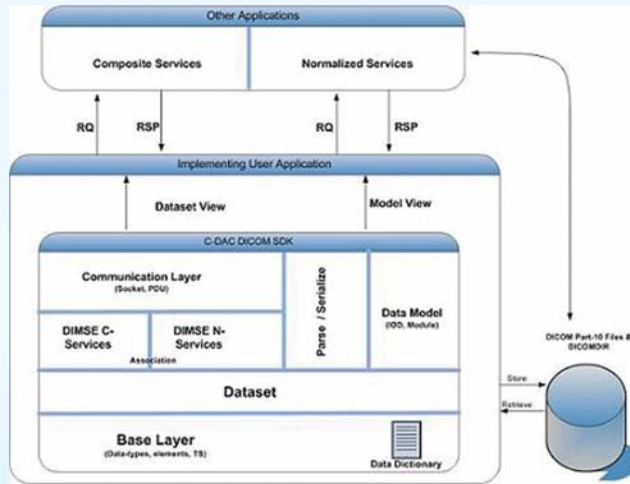 Other Applications
Composite Services
Normalized Services
RQ
RSP
RQ
RSP
Implementing User Application
Dataset View
Model View
C-DAC DICOM SDK
Communication Layer
(Socket, PDU)
Parse / Serialize
Data Model
(IOD, Module)
DIMSE C-
Services
DIMSE N-
Services
Association
Dataset
Base Layer
(Data-types, elements, TS)
Data Dictionary
DICOM Part-10 Files &
DICOMDIR
Store
Retrieve